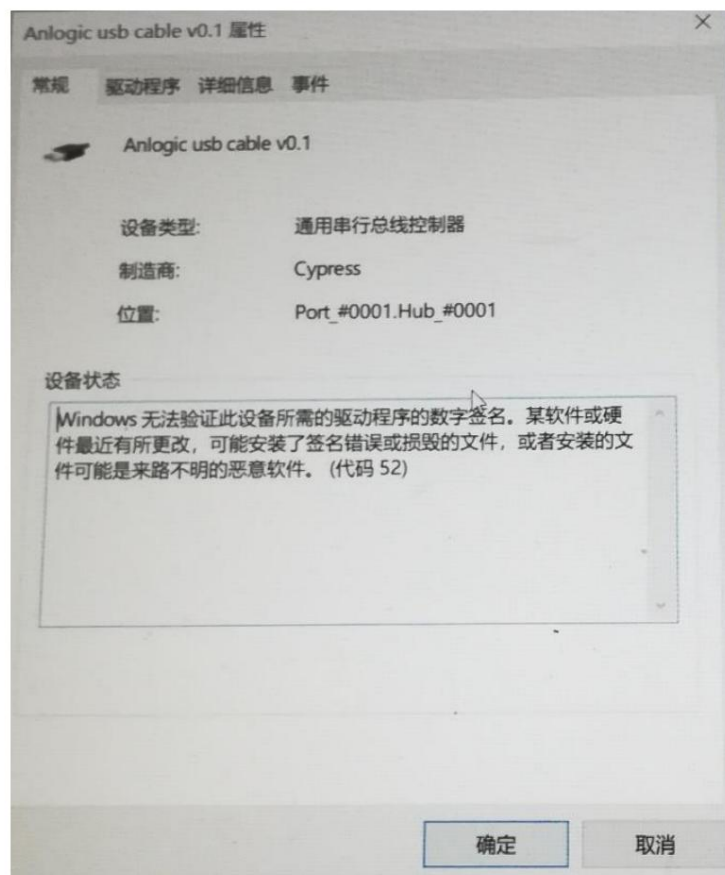 Anlogic usb cable v0.1 属性
常规 驱动程序 详细信息 事件
Anlogic usb cable v0.1
设备类型: 通用串行总线控制器
制造商: Cypress
位置: Port_#0001.Hub_#0001
设备状态
Windows 无法验证此设备所需的驱动程序的数字签名。某软件或硬
件最近有所更改，可能安装了签名错误或损毁的文件，或者安装的文
件可能是来路不明的恶意软件。 (代码 52)
确定 取消